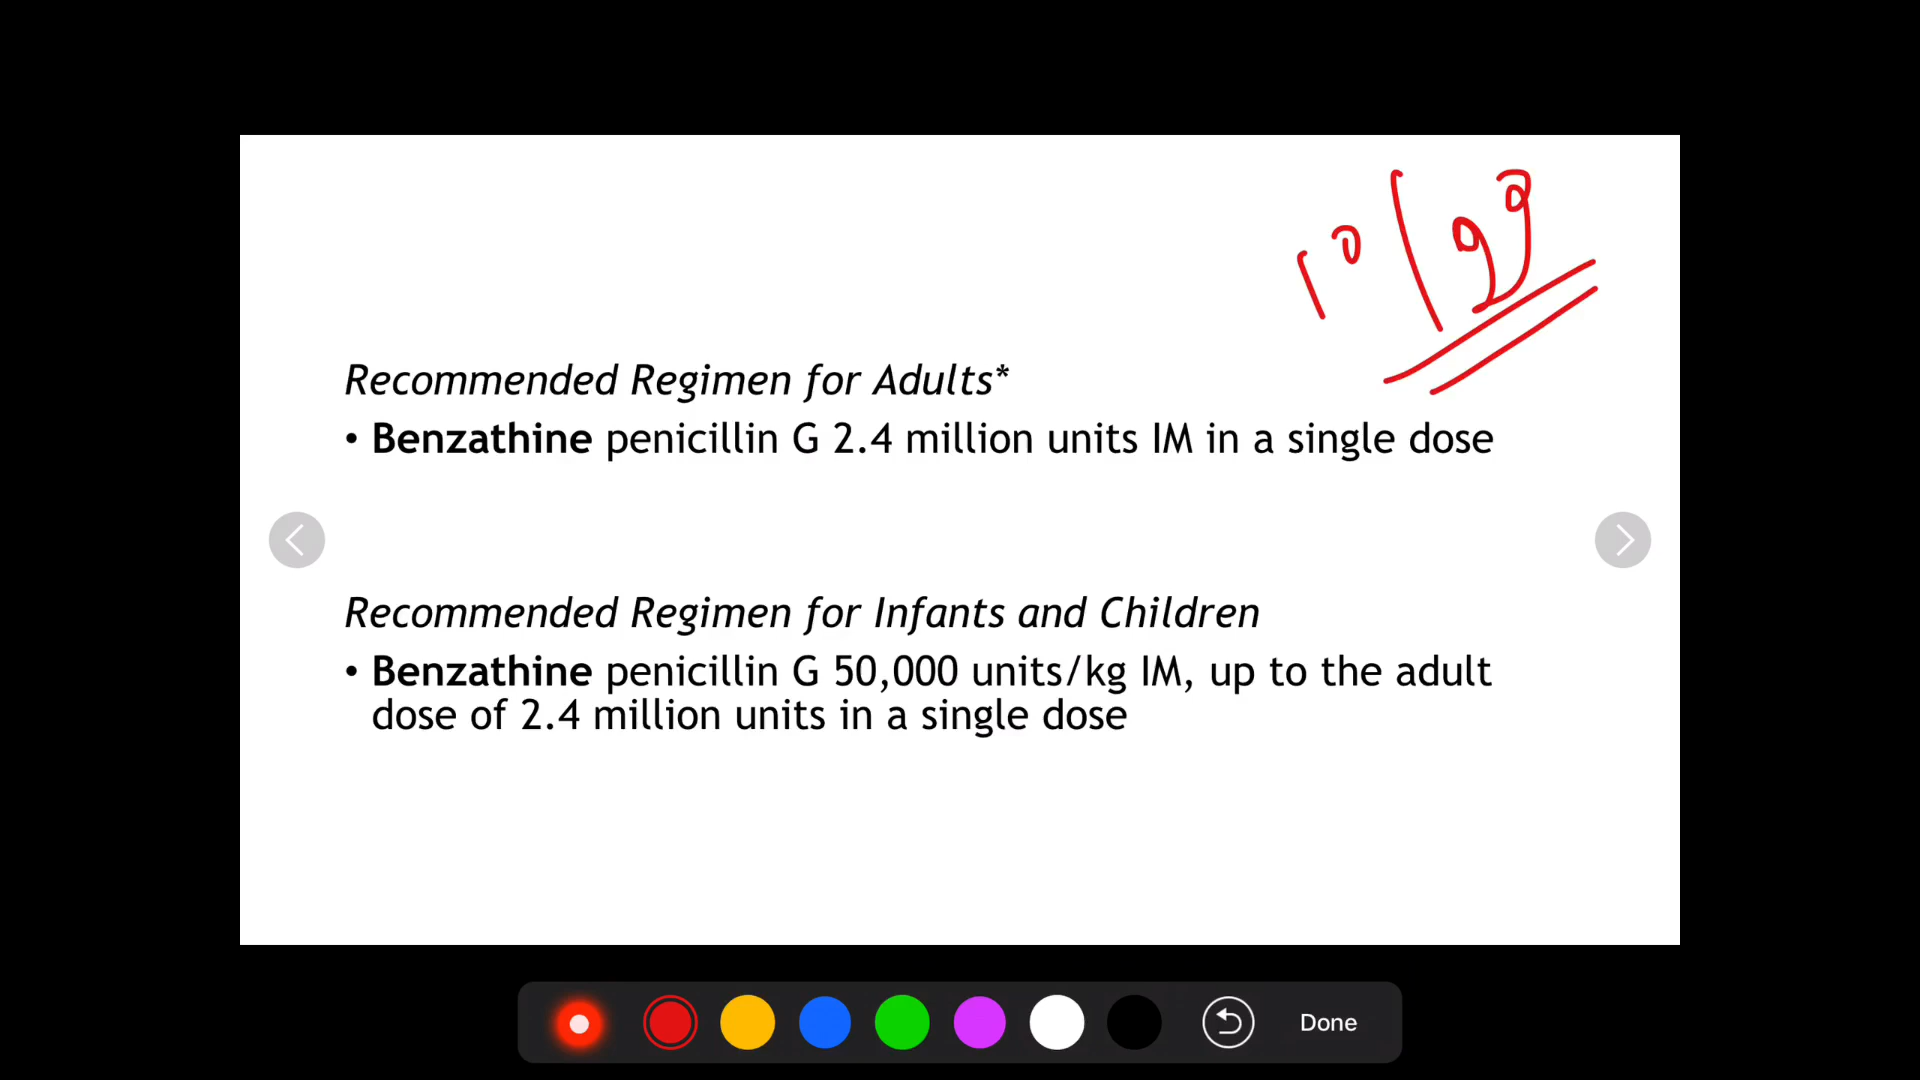 1° / 2°
Recommended Regimen for Adults*
• Benzathine penicillin G 2.4 million units IM in a single dose
Recommended Regimen for Infants and Children
• Benzathine penicillin G 50,000 units/kg IM, up to the adult
dose of 2.4 million units in a single dose
Done